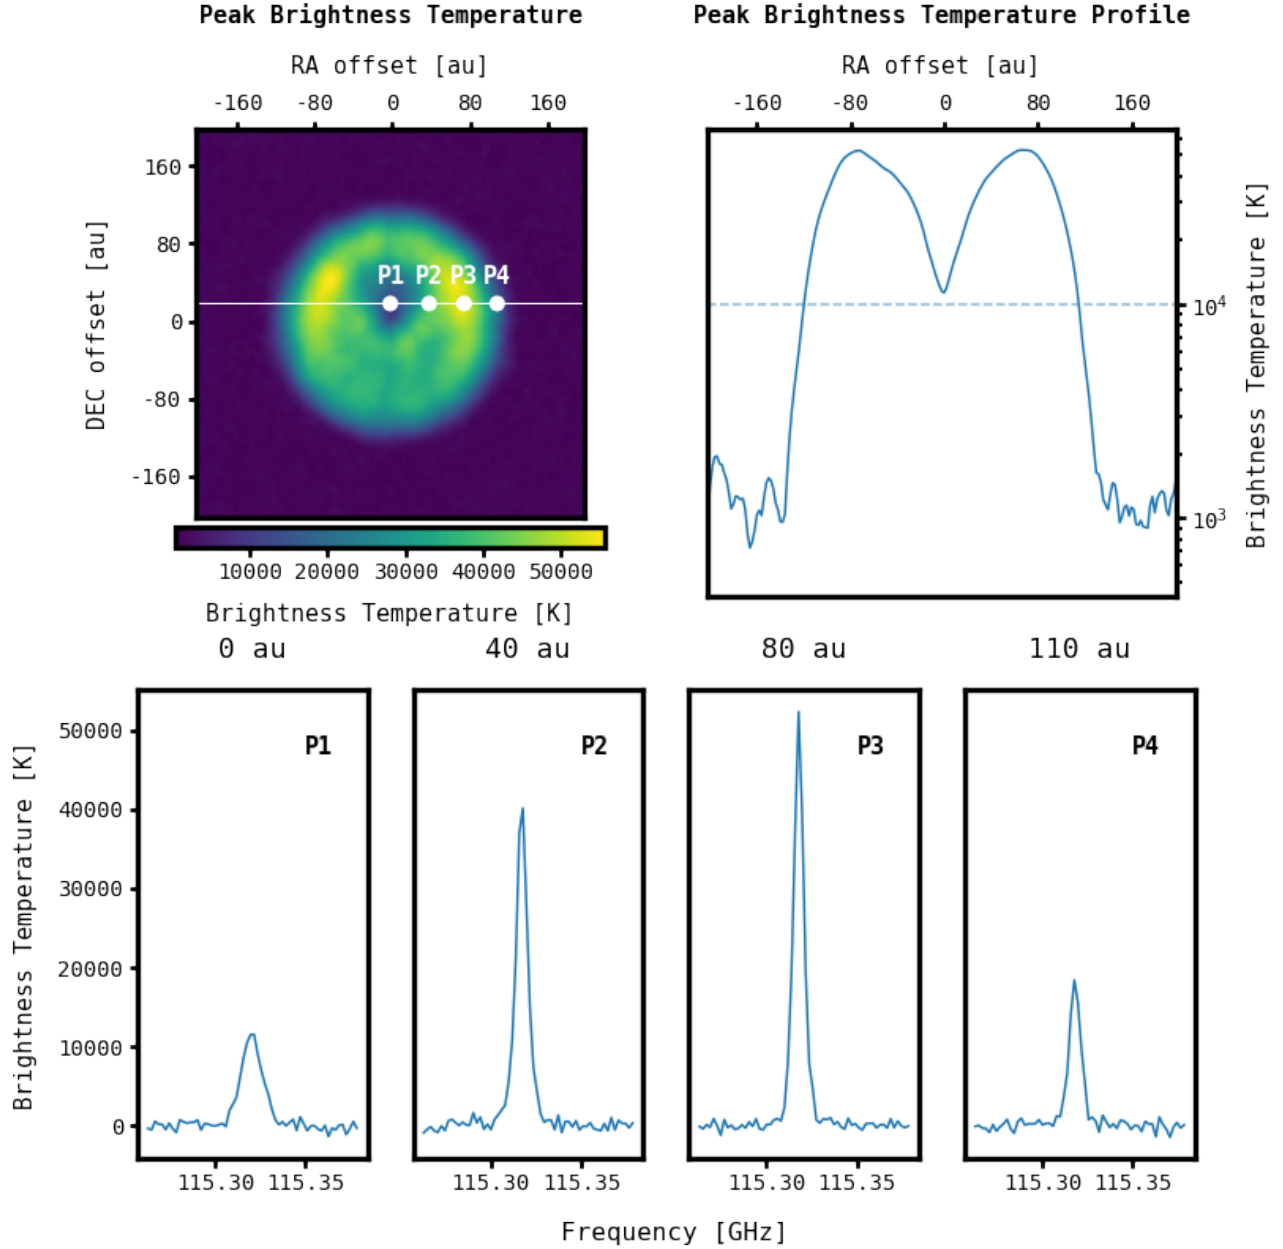 Peak Brightness Temperature
RA offset [au]
-160 -80 0 80 160
DEC offset [au]
160
80
0
-80
-160
P1 P2 P3 P4
10000 20000 30000 40000 50000
Brightness Temperature [K]
Peak Brightness Temperature Profile
RA offset [au]
-160 -80 0 80 160
10⁴
10³
Brightness Temperature [K]
0 au 40 au 80 au 110 au
Brightness Temperature [K]
50000
40000
30000
20000
10000
0
P1 P2 P3 P4
115.30 115.35 115.30 115.35 115.30 115.35 115.30 115.35
Frequency [GHz]